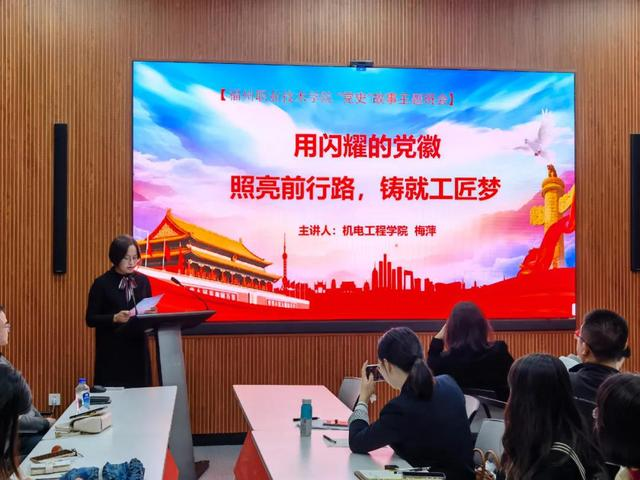 【福州职业技术学院“党史”故事主题班会】
用闪耀的党徽
照亮前行路，铸就工匠梦
主讲人：机电工程学院 梅萍